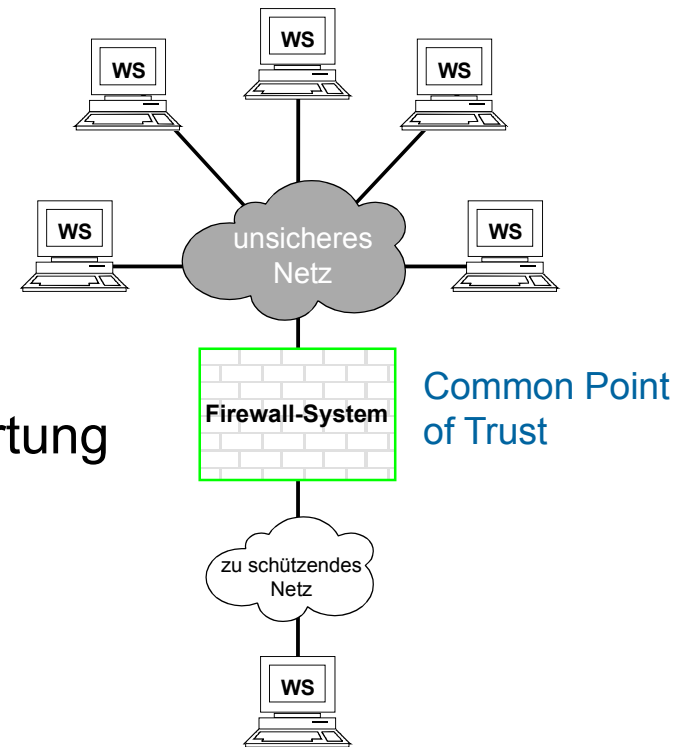 WS
WS
WS
WS
WS
unsicheres
Netz
Firewall-System
Common Point
of Trust
rtung
zu schützendes
Netz
WS